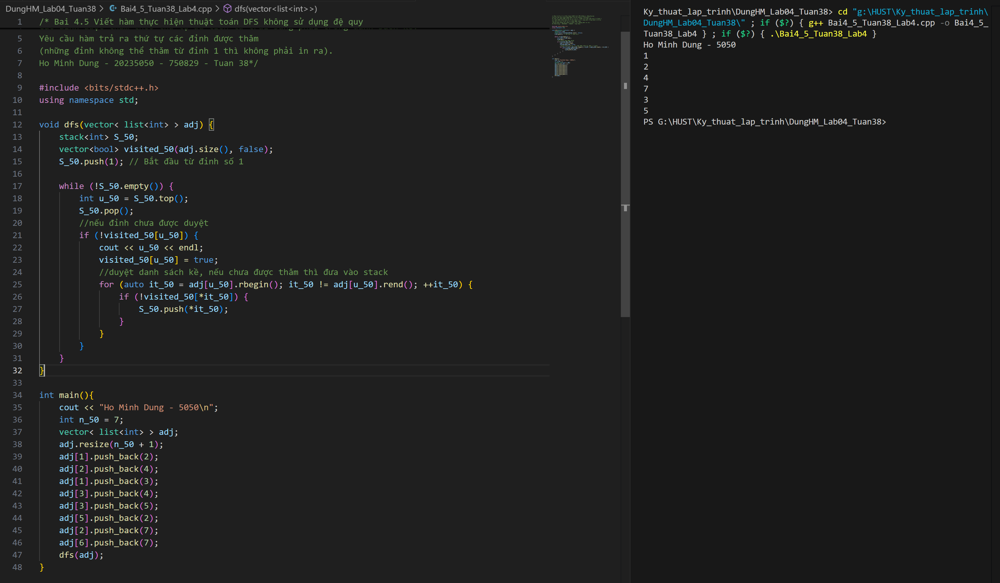 DungHM_Lab04_Tuan38 > Bai4_5_Tuan38_Lab4.cpp > dfs(vector<list<int>>)
1 /* Bai 4.5 Viết hàm thực hiện thuật toán DFS không sử dụng đệ quy
5 Yêu cầu hàm trả ra thứ tự các đỉnh được thăm
6 (những đỉnh không thể thăm từ đỉnh 1 thì không phải in ra).
7 Ho Minh Dung - 20235050 - 750829 - Tuan 38*/
8
9 #include <bits/stdc++.h>
10 using namespace std;
11
12 void dfs(vector< list<int> > adj) {
13     stack<int> S_50;
14     vector<bool> visited_50(adj.size(), false);
15     S_50.push(1); // Bắt đầu từ đỉnh số 1
16
17     while (!S_50.empty()) {
18         int u_50 = S_50.top();
19         S_50.pop();
20         //nếu đỉnh chưa được duyệt
21         if (!visited_50[u_50]) {
22             cout << u_50 << endl;
23             visited_50[u_50] = true;
24             //duyệt danh sách kề, nếu chưa được thăm thì đưa vào stack
25             for (auto it_50 = adj[u_50].rbegin(); it_50 != adj[u_50].rend(); ++it_50) {
26                 if (!visited_50[*it_50]) {
27                     S_50.push(*it_50);
28                 }
29             }
30         }
31     }
32 }
33
34 int main(){
35     cout << "Ho Minh Dung - 5050\n";
36     int n_50 = 7;
37     vector< list<int> > adj;
38     adj.resize(n_50 + 1);
39     adj[1].push_back(2);
40     adj[2].push_back(4);
41     adj[1].push_back(3);
42     adj[3].push_back(4);
43     adj[3].push_back(5);
44     adj[5].push_back(2);
45     adj[2].push_back(7);
46     adj[6].push_back(7);
47     dfs(adj);
48 }
Ky_thuat_lap_trinh\DungHM_Lab04_Tuan38> cd "g:\HUST\Ky_thuat_lap_trinh\
DungHM_Lab04_Tuan38\" ; if ($?) { g++ Bai4_5_Tuan38_Lab4.cpp -o Bai4_5_
Tuan38_Lab4 } ; if ($?) { .\Bai4_5_Tuan38_Lab4 }
Ho Minh Dung - 5050
1
2
4
7
3
5
PS G:\HUST\Ky_thuat_lap_trinh\DungHM_Lab04_Tuan38>